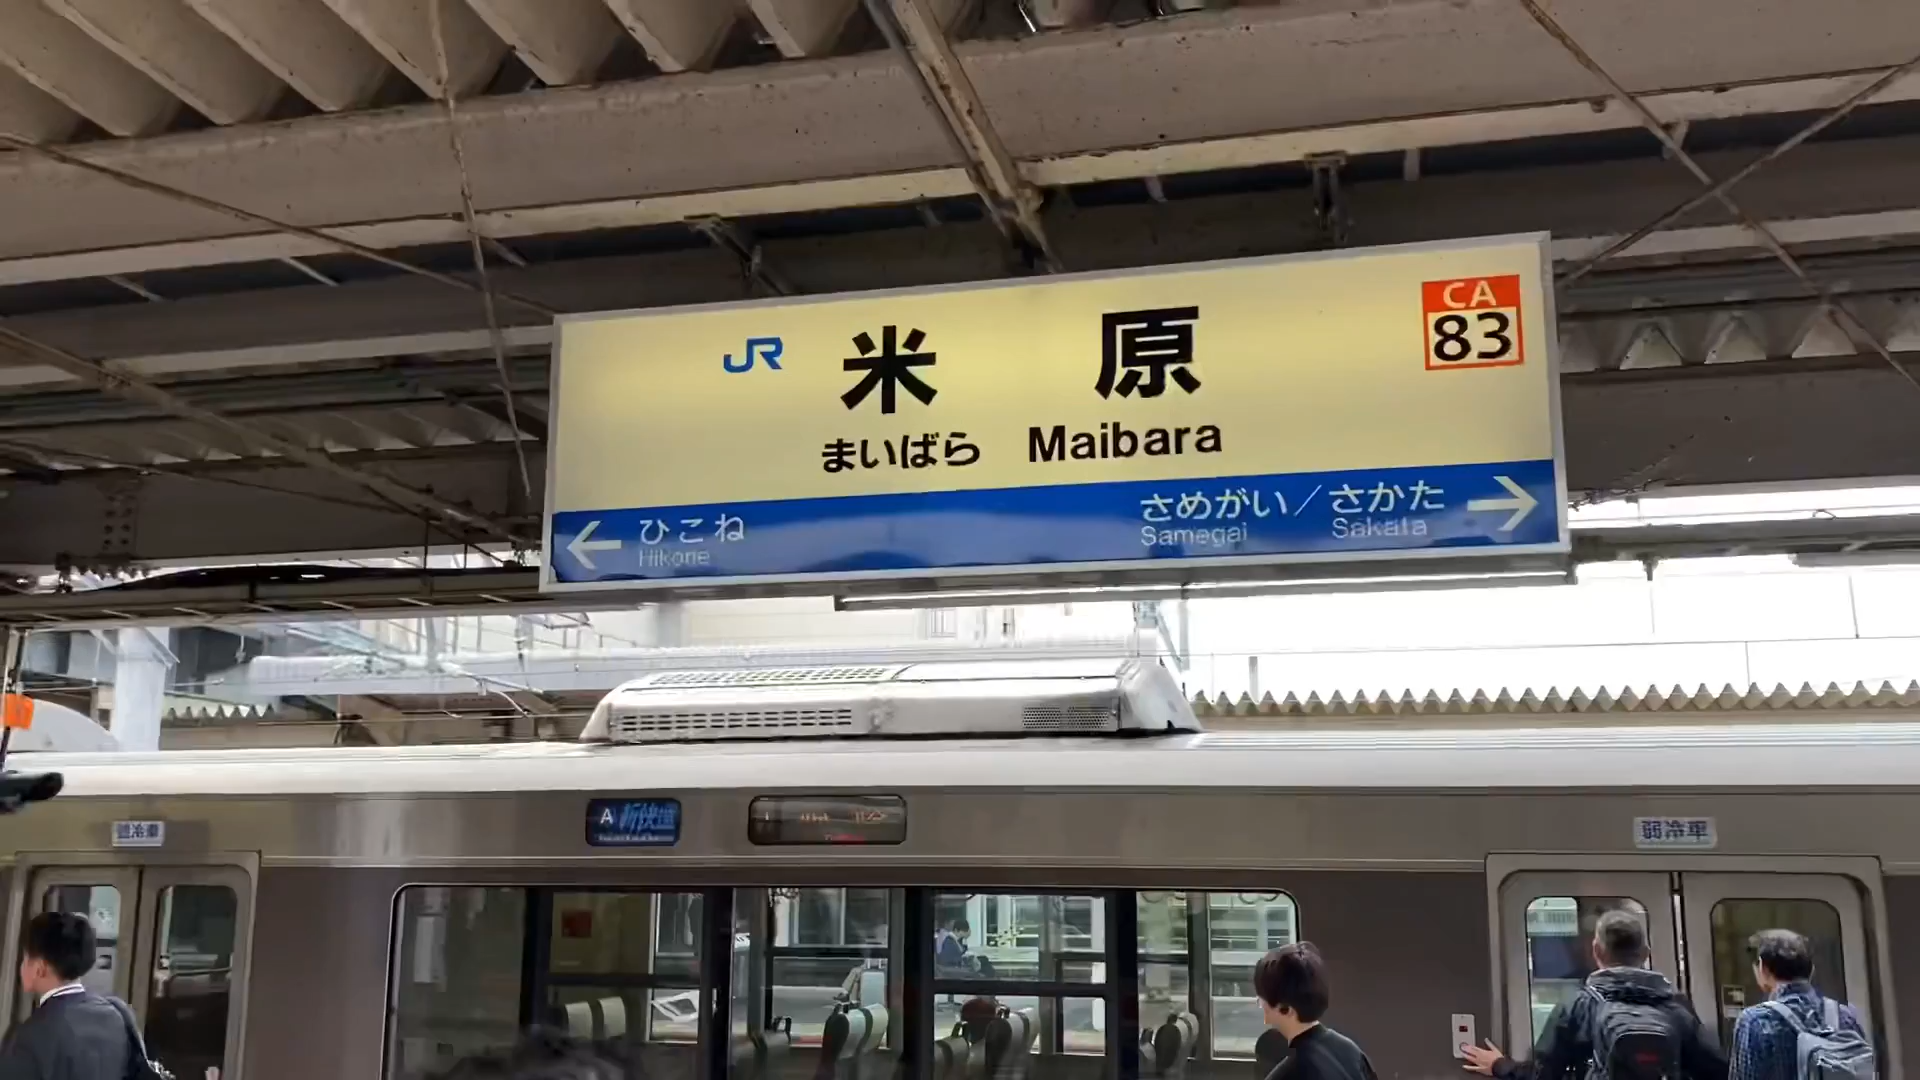 JR 米原
CA
83
まいばら Maibara
← ひこね さめがい／さかた →
Hikone Samegai Sakata
A 新快速
弱冷車
弱冷車